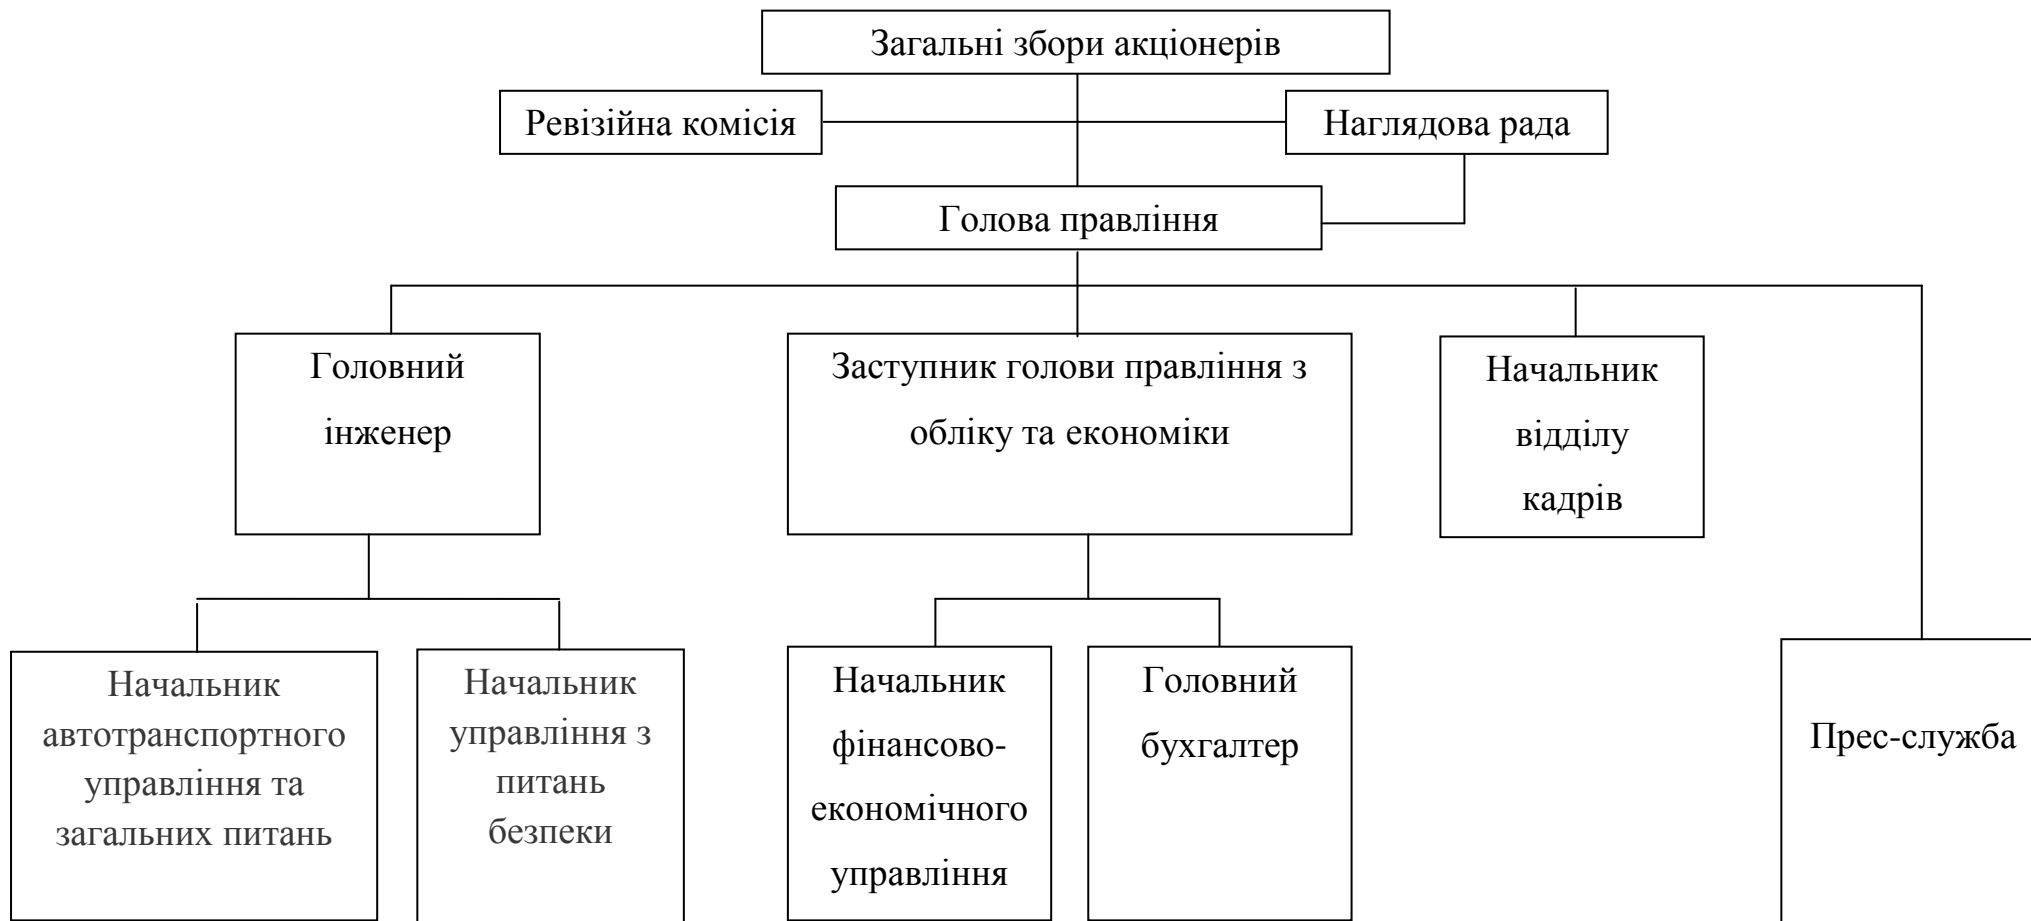 Загальні збори акціонерів
Ревізійна комісія
Наглядова рада
Голова правління
Головний
інженер
Заступник голови правління з
обліку та економіки
Начальник
відділу
кадрів
Начальник
автотранспортного
управління та
загальних питань
Начальник
управління з
питань
безпеки
Начальник
фінансово-
економічного
управління
Головний
бухгалтер
Прес-служба